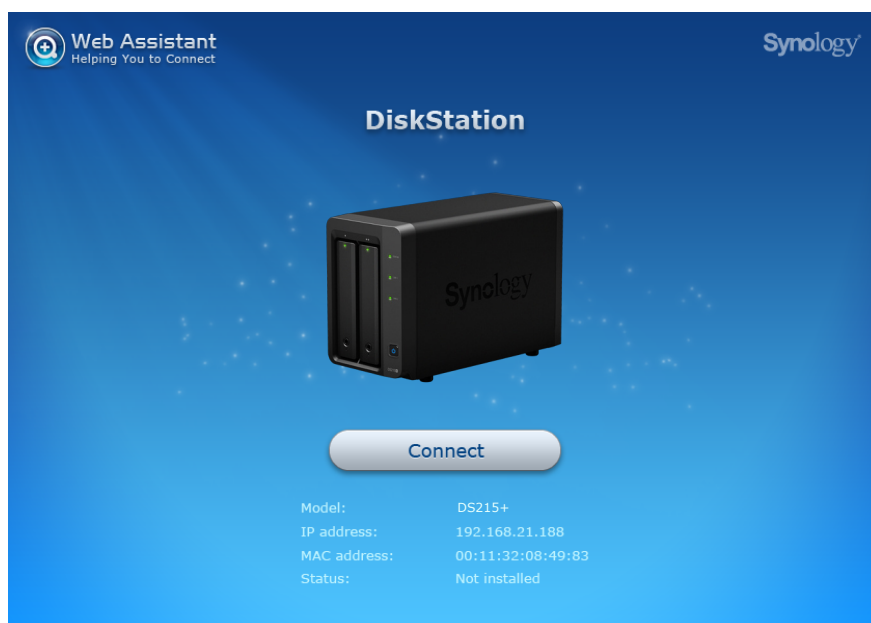 Web Assistant
Helping You to Connect
Synology
DiskStation
Synology
Connect
Model: DS215+
IP address: 192.168.21.188
MAC address: 00:11:32:08:49:83
Status: Not installed